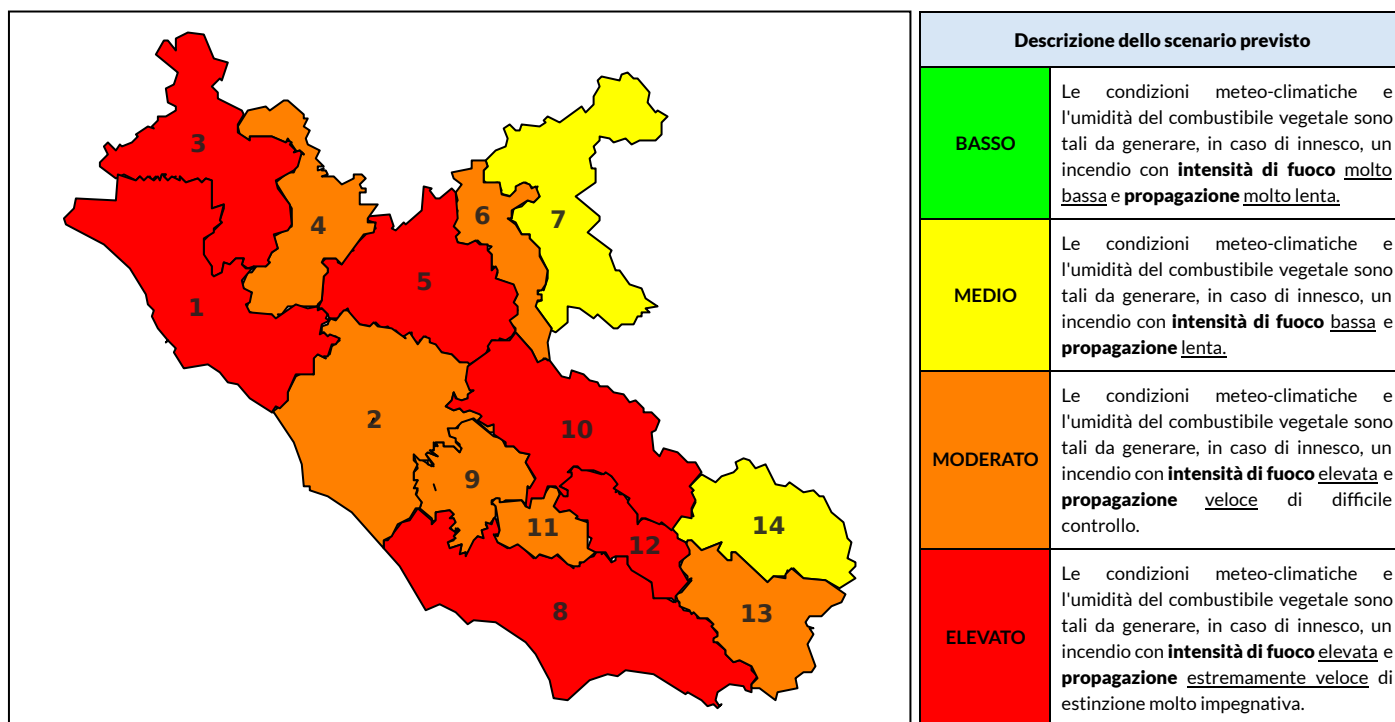 3
4
6
7
5
1
2
10
9
11
12
14
8
13
Descrizione dello scenario previsto
BASSO
Le condizioni meteo-climatiche e
l'umidità del combustibile vegetale sono
tali da generare, in caso di innesco, un
incendio con intensità di fuoco molto
bassa e propagazione molto lenta.
MEDIO
Le condizioni meteo-climatiche e
l'umidità del combustibile vegetale sono
tali da generare, in caso di innesco, un
incendio con intensità di fuoco bassa e
propagazione lenta.
MODERATO
Le condizioni meteo-climatiche e
l'umidità del combustibile vegetale sono
tali da generare, in caso di innesco, un
incendio con intensità di fuoco elevata e
propagazione veloce di difficile
controllo.
ELEVATO
Le condizioni meteo-climatiche e
l'umidità del combustibile vegetale sono
tali da generare, in caso di innesco, un
incendio con intensità di fuoco elevata e
propagazione estremamente veloce di
estinzione molto impegnativa.